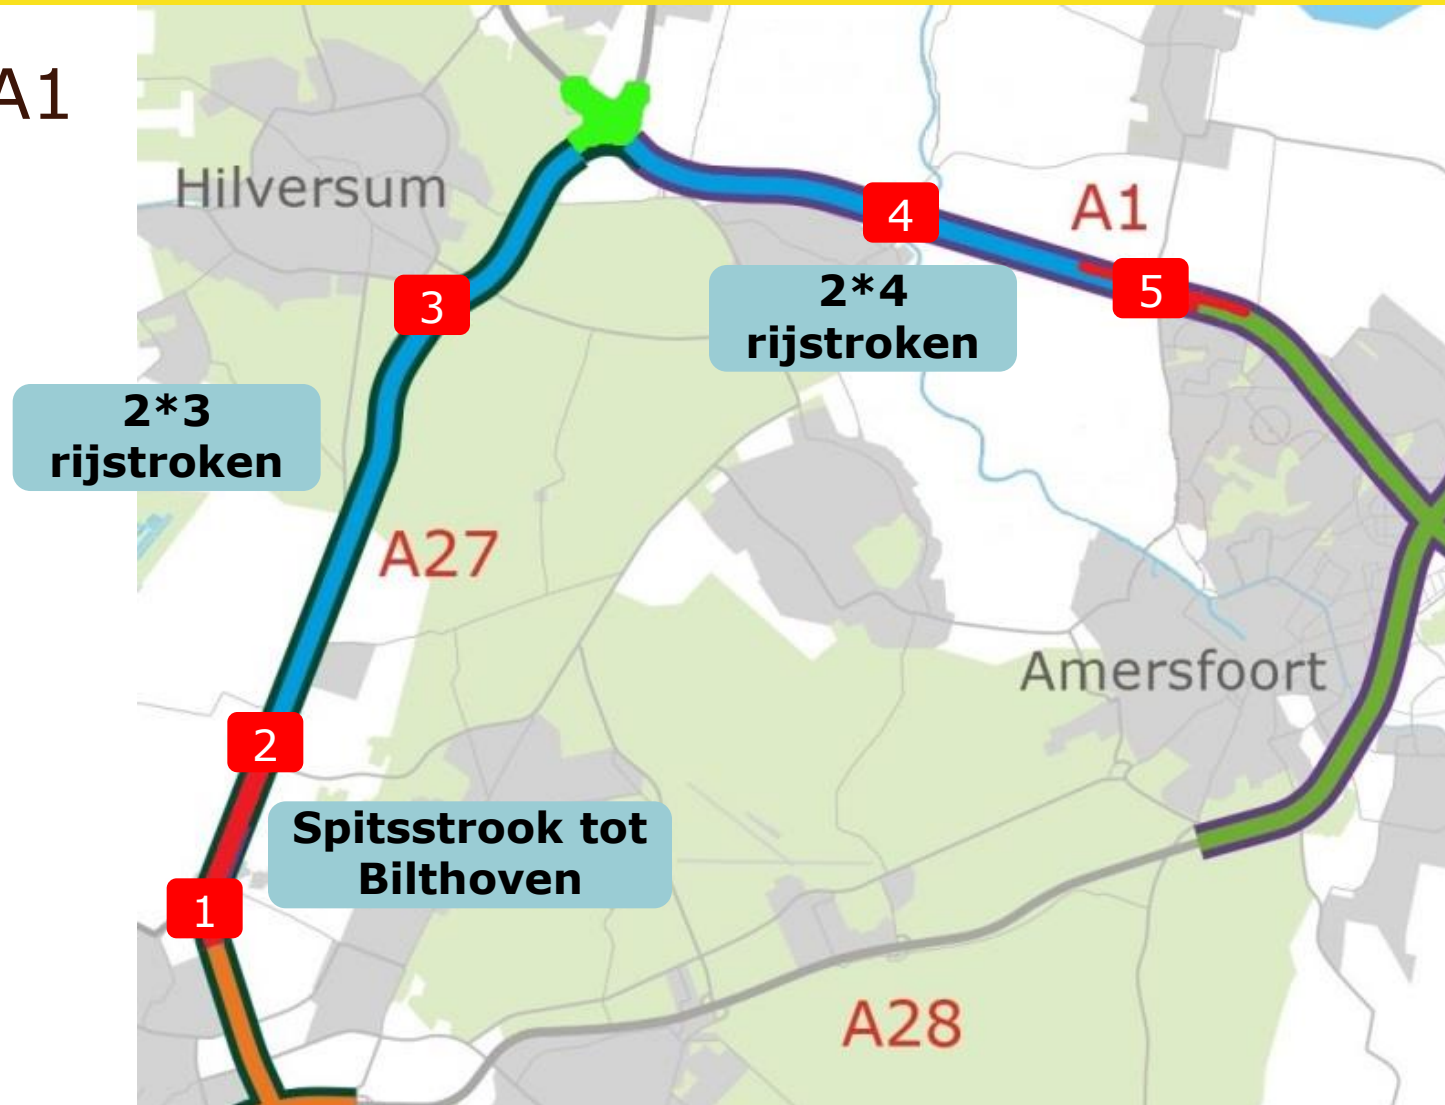 A1
Hilversum
A1
4
5
3
2*4
rijstroken
2*3
rijstroken
A27
Amersfoort
2
Spitsstrook tot
Bilthoven
1
A28